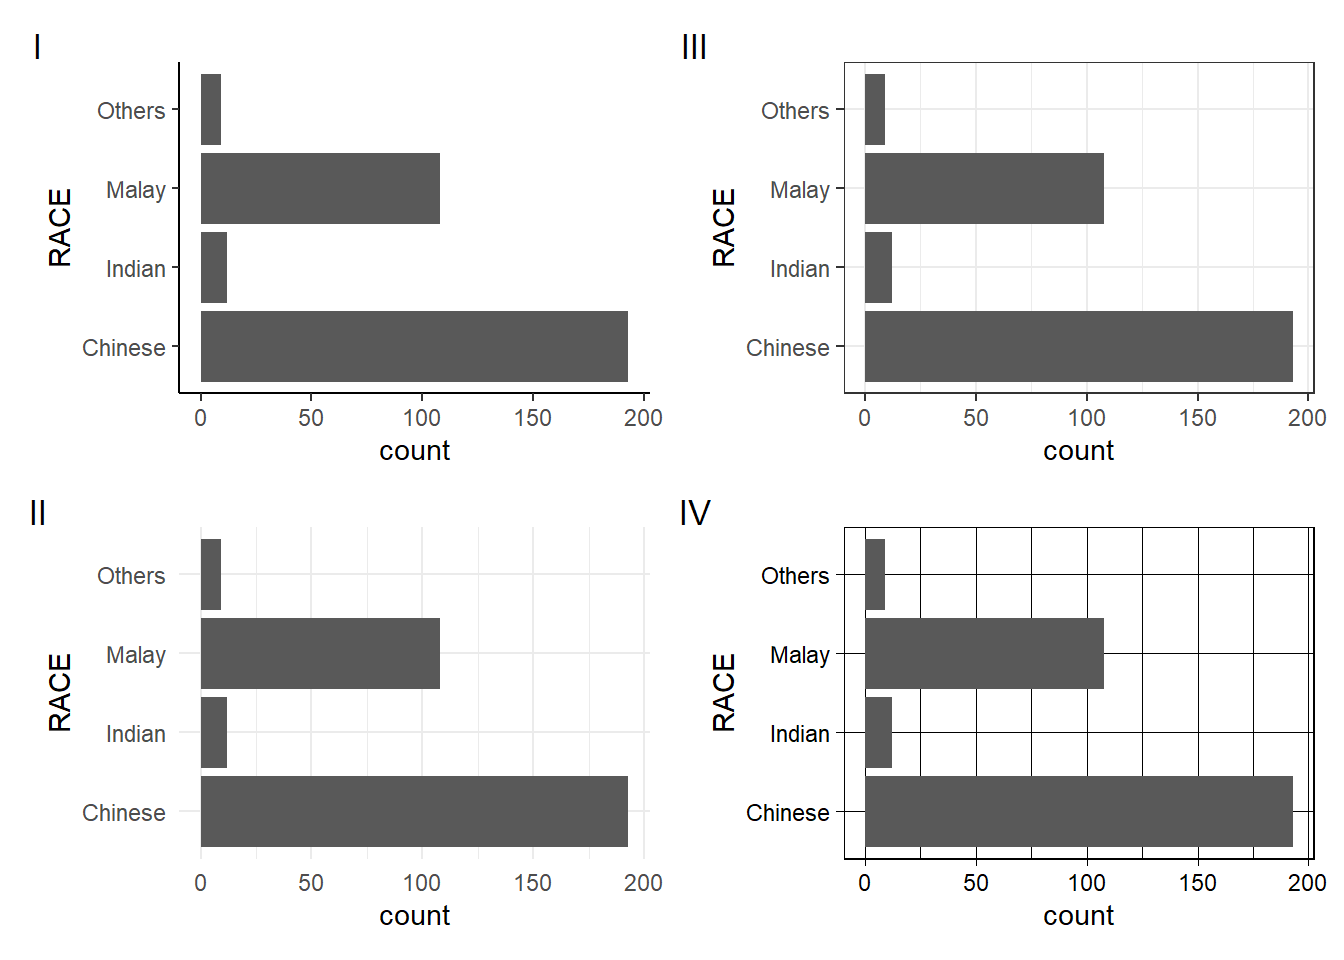 I
Others
Malay
Indian
Chinese
RACE
0 50 100 150 200
count
III
Others
Malay
Indian
Chinese
RACE
0 50 100 150 200
count
II
Others
Malay
Indian
Chinese
RACE
0 50 100 150 200
count
IV
Others
Malay
Indian
Chinese
RACE
0 50 100 150 200
count